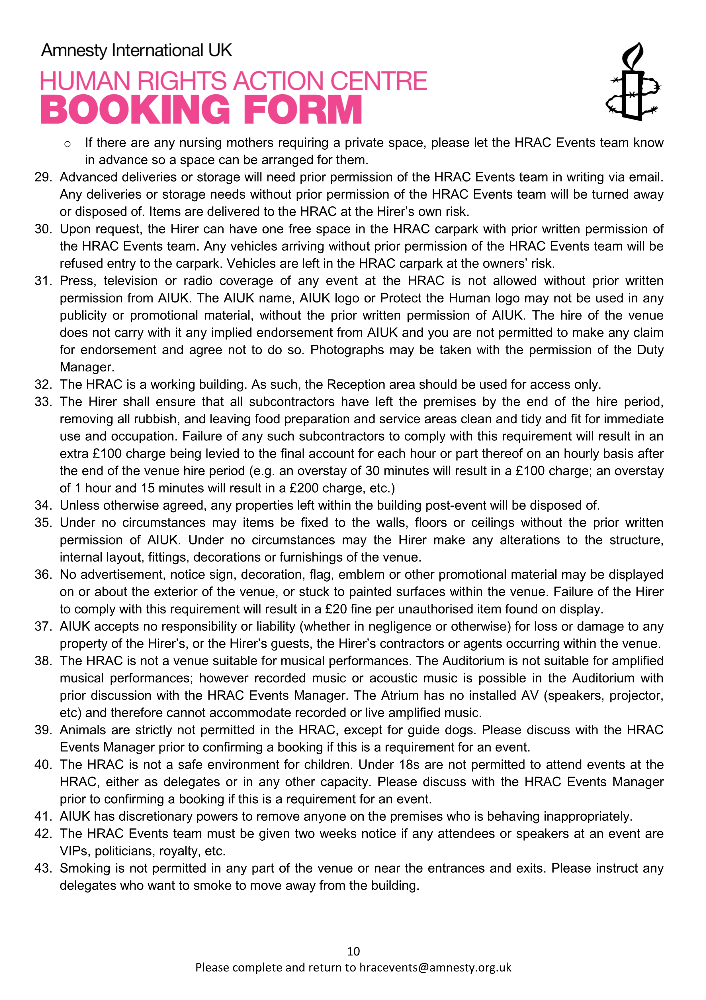 Amnesty International UK
HUMAN RIGHTS ACTION CENTRE
BOOKING FORM
o If there are any nursing mothers requiring a private space, please let the HRAC Events team know
in advance so a space can be arranged for them.
29. Advanced deliveries or storage will need prior permission of the HRAC Events team in writing via email.
Any deliveries or storage needs without prior permission of the HRAC Events team will be turned away
or disposed of. Items are delivered to the HRAC at the Hirer’s own risk.
30. Upon request, the Hirer can have one free space in the HRAC carpark with prior written permission of
the HRAC Events team. Any vehicles arriving without prior permission of the HRAC Events team will be
refused entry to the carpark. Vehicles are left in the HRAC carpark at the owners’ risk.
31. Press, television or radio coverage of any event at the HRAC is not allowed without prior written
permission from AIUK. The AIUK name, AIUK logo or Protect the Human logo may not be used in any
publicity or promotional material, without the prior written permission of AIUK. The hire of the venue
does not carry with it any implied endorsement from AIUK and you are not permitted to make any claim
for endorsement and agree not to do so. Photographs may be taken with the permission of the Duty
Manager.
32. The HRAC is a working building. As such, the Reception area should be used for access only.
33. The Hirer shall ensure that all subcontractors have left the premises by the end of the hire period,
removing all rubbish, and leaving food preparation and service areas clean and tidy and fit for immediate
use and occupation. Failure of any such subcontractors to comply with this requirement will result in an
extra £100 charge being levied to the final account for each hour or part thereof on an hourly basis after
the end of the venue hire period (e.g. an overstay of 30 minutes will result in a £100 charge; an overstay
of 1 hour and 15 minutes will result in a £200 charge, etc.)
34. Unless otherwise agreed, any properties left within the building post-event will be disposed of.
35. Under no circumstances may items be fixed to the walls, floors or ceilings without the prior written
permission of AIUK. Under no circumstances may the Hirer make any alterations to the structure,
internal layout, fittings, decorations or furnishings of the venue.
36. No advertisement, notice sign, decoration, flag, emblem or other promotional material may be displayed
on or about the exterior of the venue, or stuck to painted surfaces within the venue. Failure of the Hirer
to comply with this requirement will result in a £20 fine per unauthorised item found on display.
37. AIUK accepts no responsibility or liability (whether in negligence or otherwise) for loss or damage to any
property of the Hirer’s, or the Hirer’s guests, the Hirer’s contractors or agents occurring within the venue.
38. The HRAC is not a venue suitable for musical performances. The Auditorium is not suitable for amplified
musical performances; however recorded music or acoustic music is possible in the Auditorium with
prior discussion with the HRAC Events Manager. The Atrium has no installed AV (speakers, projector,
etc) and therefore cannot accommodate recorded or live amplified music.
39. Animals are strictly not permitted in the HRAC, except for guide dogs. Please discuss with the HRAC
Events Manager prior to confirming a booking if this is a requirement for an event.
40. The HRAC is not a safe environment for children. Under 18s are not permitted to attend events at the
HRAC, either as delegates or in any other capacity. Please discuss with the HRAC Events Manager
prior to confirming a booking if this is a requirement for an event.
41. AIUK has discretionary powers to remove anyone on the premises who is behaving inappropriately.
42. The HRAC Events team must be given two weeks notice if any attendees or speakers at an event are
VIPs, politicians, royalty, etc.
43. Smoking is not permitted in any part of the venue or near the entrances and exits. Please instruct any
delegates who want to smoke to move away from the building.
10
Please complete and return to hracevents@amnesty.org.uk